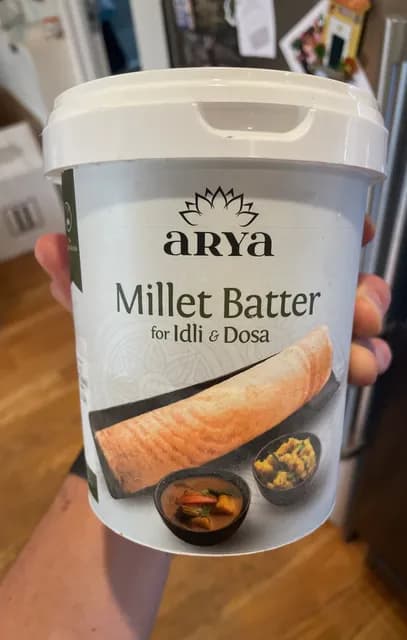 ARYA
Millet Batter
for Idli & Dosa